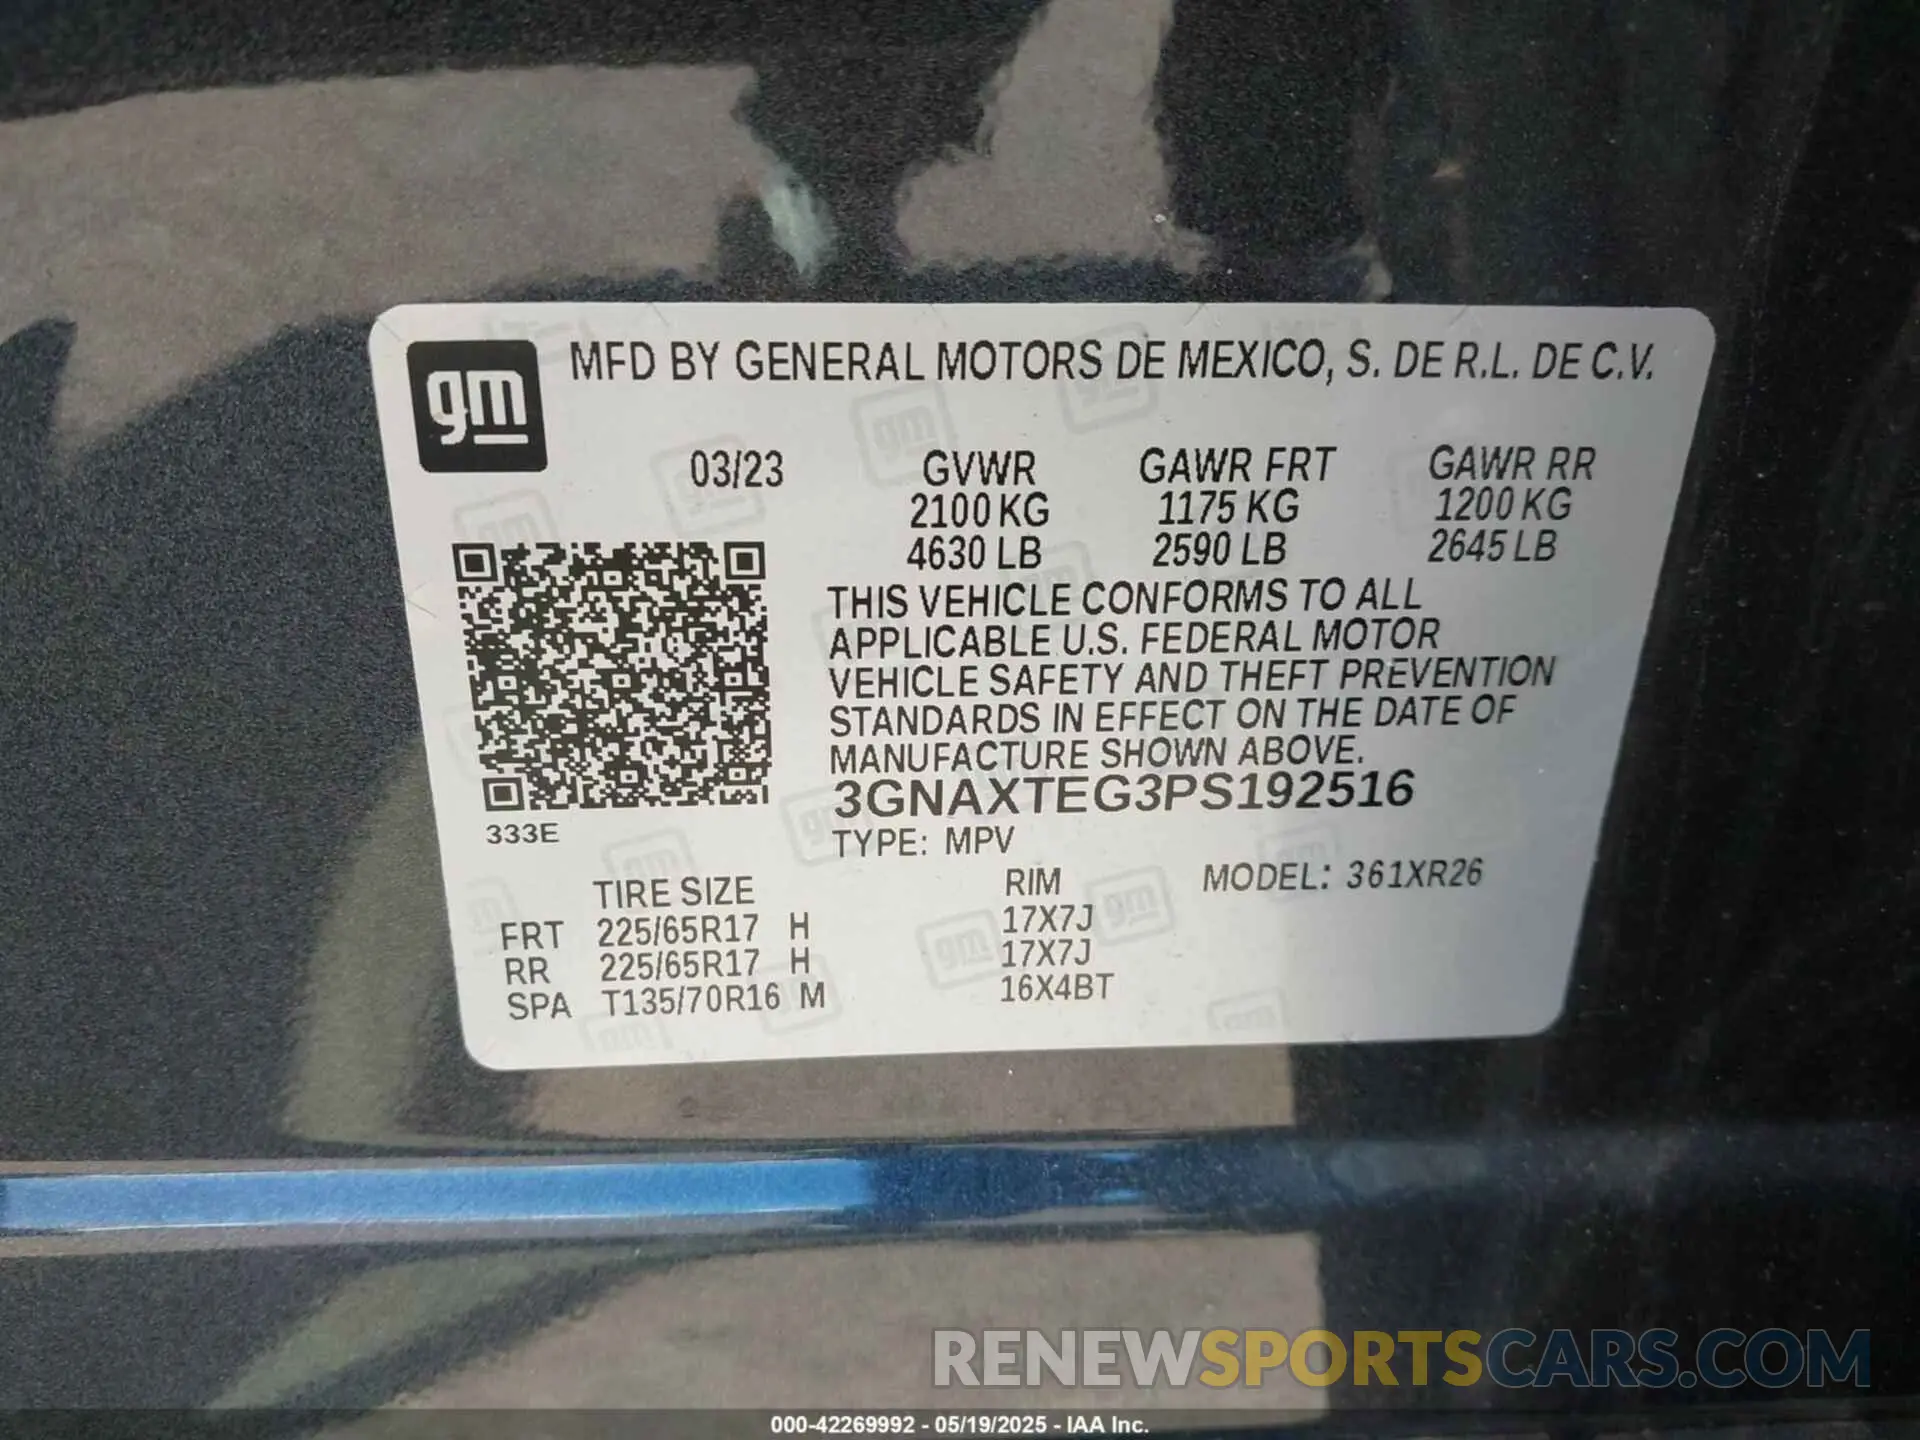 gm
MFD BY GENERAL MOTORS DE MEXICO, S. DE R.L. DE C.V.
03/23 GVWR GAWR FRT GAWR RR
2100 KG 1175 KG 1200 KG
4630 LB 2590 LB 2645 LB
THIS VEHICLE CONFORMS TO ALL
APPLICABLE U.S. FEDERAL MOTOR
VEHICLE SAFETY AND THEFT PREVENTION
STANDARDS IN EFFECT ON THE DATE OF
MANUFACTURE SHOWN ABOVE.
3GNAXTEG3PS192516
333E
TYPE: MPV
TIRE SIZE RIM MODEL: 361XR26
FRT 225/65R17 H 17X7J
RR 225/65R17 H 17X7J
SPA T135/70R16 M 16X4BT
RENEWSPORTSCARS.COM
000-42269992 - 05/19/2025 - IAA Inc.